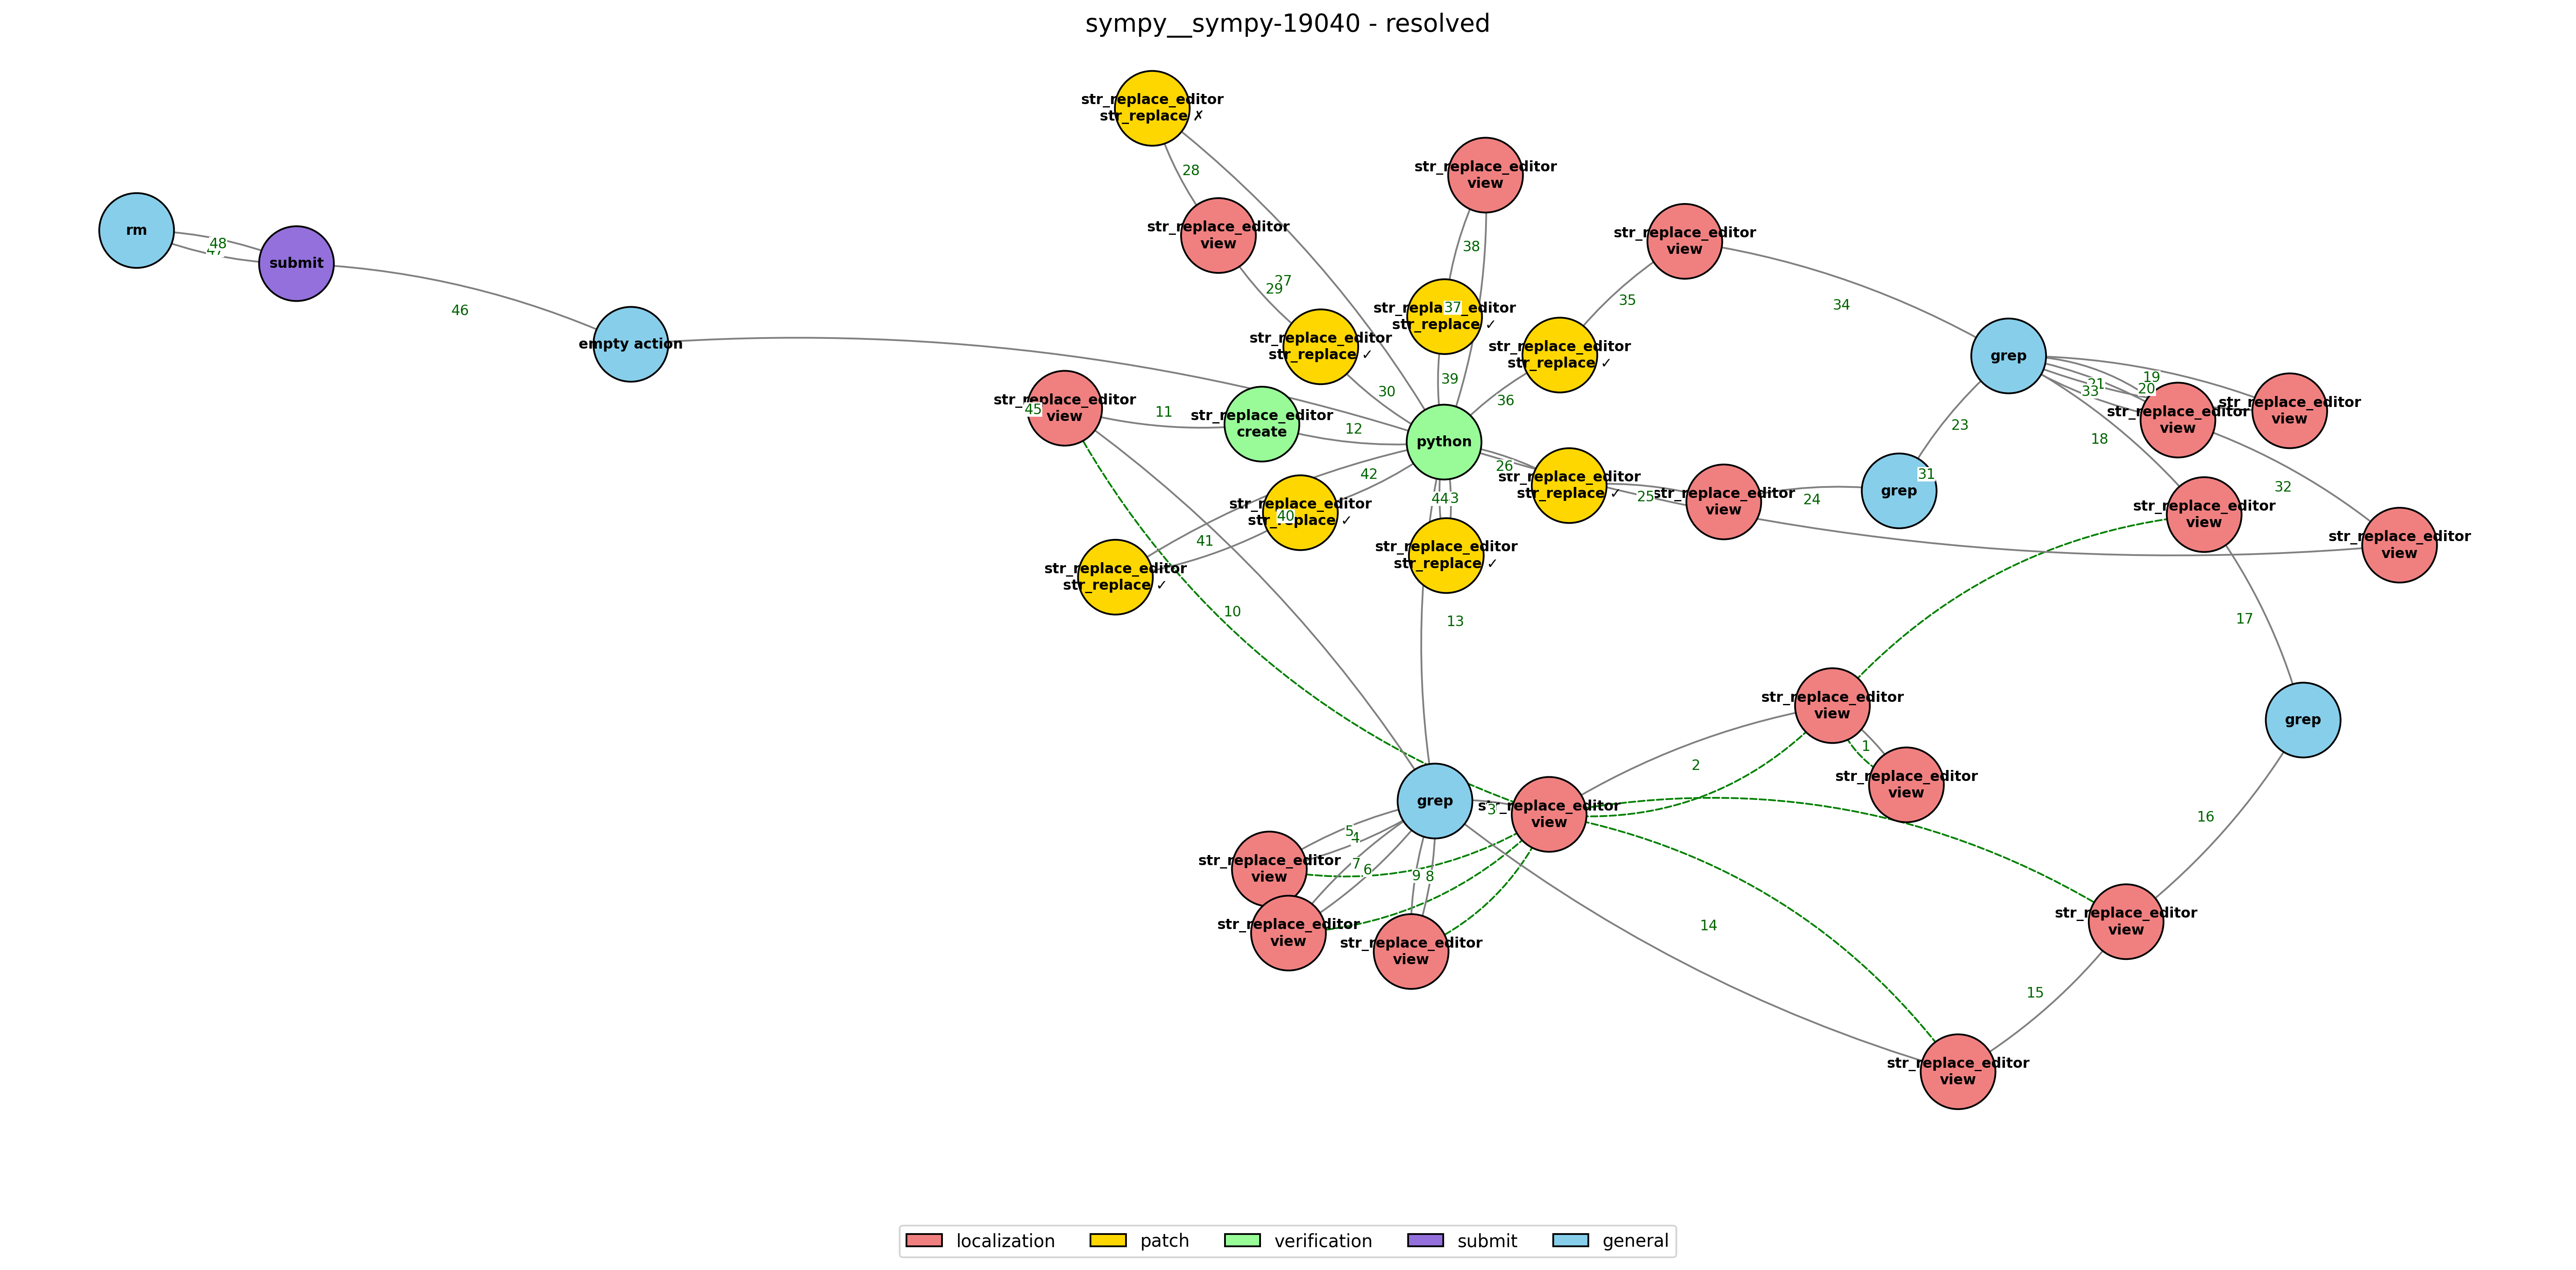 sympy__sympy-19040 - resolved
str_replace_editor
str_replace ✗
28
str_replace_editor
view
38
str_replace_editor
view
27
29
rm
48
47
submit
46
empty action
str_replace_editor
view
37
str_replace_editor
str_replace ✓
str_replace_editor
str_replace ✓
35
34
str_replace_editor
str_replace ✓
39
30
36
grep
19
21
20
33
18
23
str_replace_editor
view
str_replace_editor
view
str_replace_editor
view
45
11
str_replace_editor
create
12
python
42
26
44
43
str_replace_editor
str_replace ✓
25
str_replace_editor
view
24
grep
31
32
str_replace_editor
view
str_replace_editor
view
str_replace_editor
str_replace ✓
40
41
str_replace_editor
str_replace ✓
str_replace_editor
str_replace ✓
10
13
17
str_replace_editor
view
1
2
str_replace_editor
view
grep
grep
3
str_replace_editor
view
5
4
7
6
9
8
str_replace_editor
view
str_replace_editor
view
str_replace_editor
view
14
16
str_replace_editor
view
15
str_replace_editor
view
localization
patch
verification
submit
general